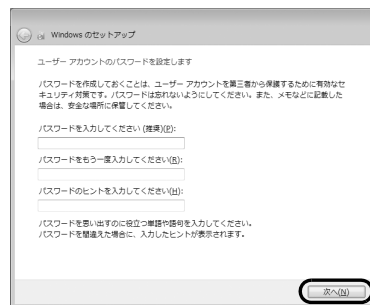 Windows のセットアップ
ユーザー アカウントのパスワードを設定します
パスワードを作成しておくことは、ユーザー アカウントを第三者から保護するために有効なセ
キュリティ対策です。パスワードは忘れないようにしてください。また、メモなどに記載した
場合は、安全な場所に保管してください。
パスワードを入力してください (推奨)(P):
パスワードをもう一度入力してください(R):
パスワードのヒントを入力してください(H):
パスワードを思い出すのに役立つ単語や語句を入力してください。
パスワードを間違えた場合に、入力したヒントが表示されます。
次へ(N)